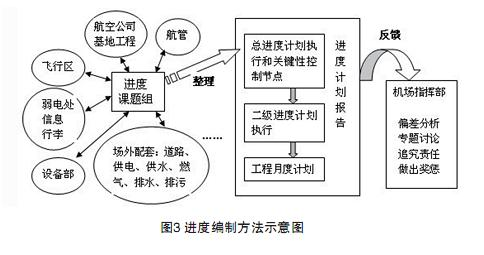 航空公司
基地工程
航管
飞行区
进度
课题组
弱电处
信息
行李
设备部
场外配套：道路、
供电、供水、燃
气、排水、排污
……
整理
总进度计划执
行和关键性控
制节点
二级进度计划
执行
工程月度计划
进度计划报告
反馈
机场指挥部
偏差分析
专题讨论
追究责任
做出奖惩
图3 进度编制方法示意图